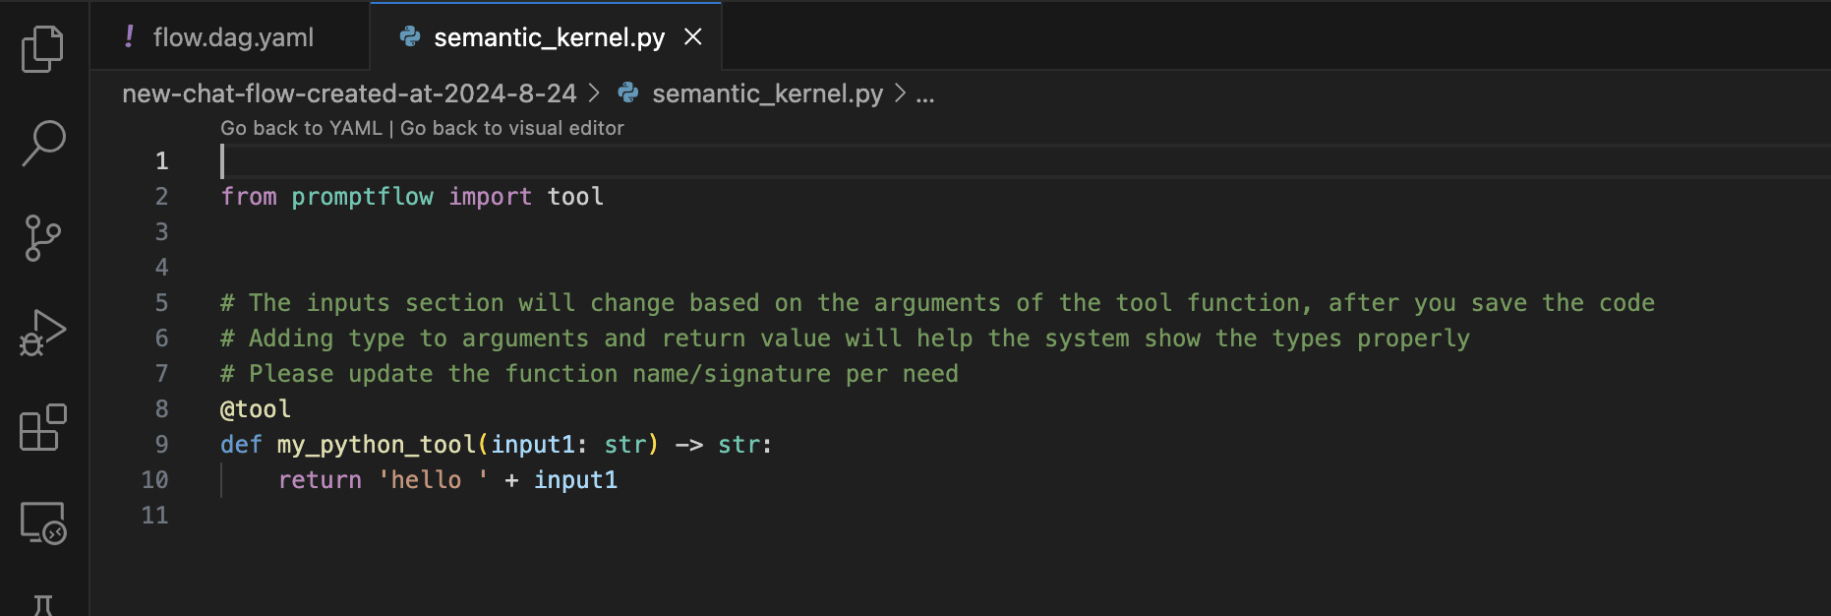 ! flow.dag.yaml semantic_kernel.py ×
new-chat-flow-created-at-2024-8-24 > semantic_kernel.py > ...
Go back to YAML | Go back to visual editor
1
2 from promptflow import tool
3
4
5 # The inputs section will change based on the arguments of the tool function, after you save the code
6 # Adding type to arguments and return value will help the system show the types properly
7 # Please update the function name/signature per need
8 @tool
9 def my_python_tool(input1: str) -> str:
10     return 'hello ' + input1
11